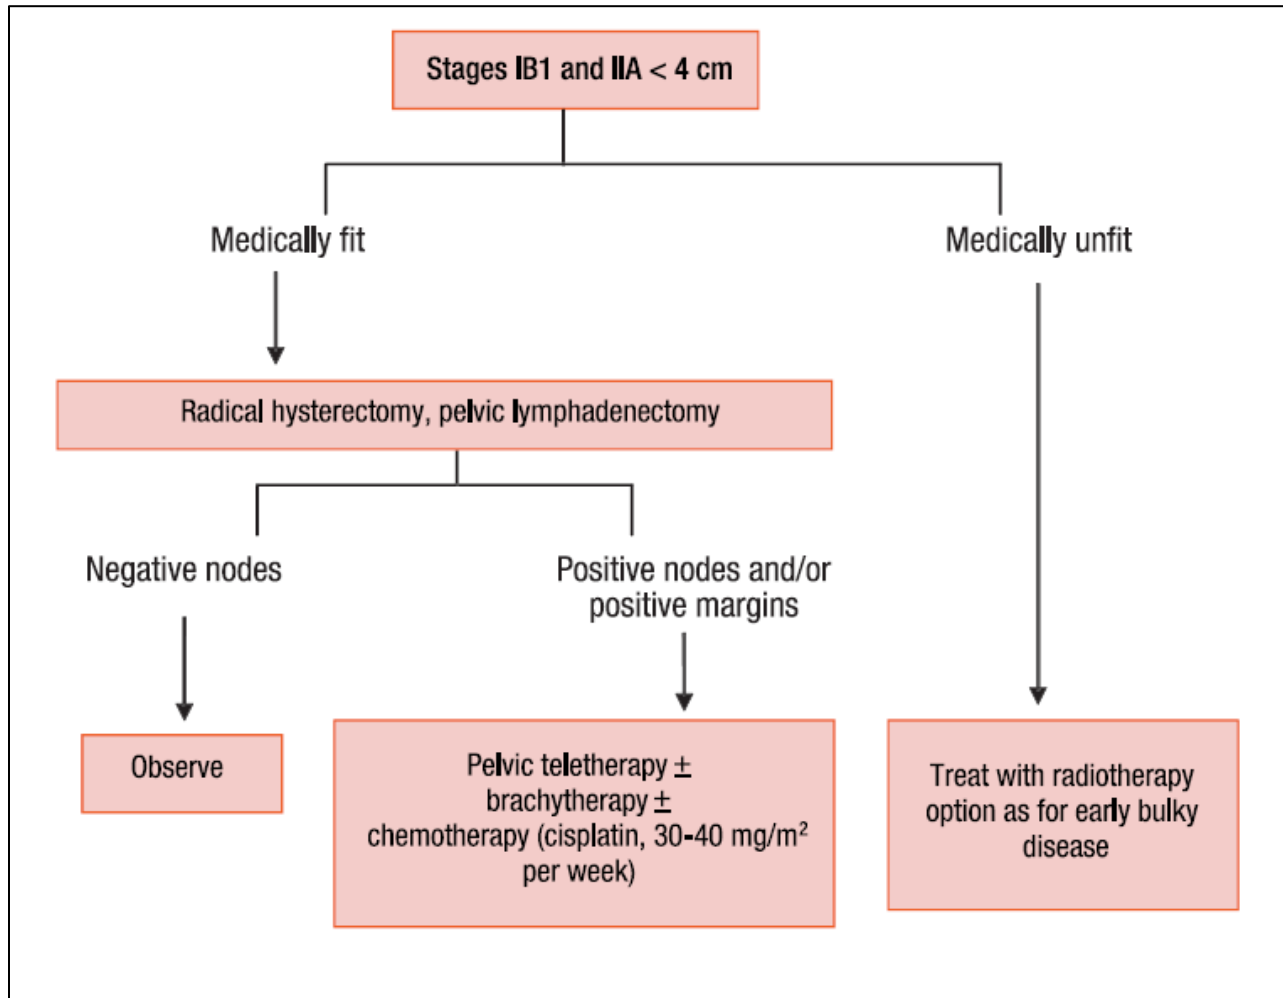 Stages IB1 and IIA < 4 cm
Medically fit
Medically unfit
Radical hysterectomy, pelvic lymphadenectomy
Negative nodes
Positive nodes and/or
positive margins
Observe
Pelvic teletherapy ±
brachytherapy ±
chemotherapy (cisplatin, 30-40 mg/m²
per week)
Treat with radiotherapy
option as for early bulky
disease